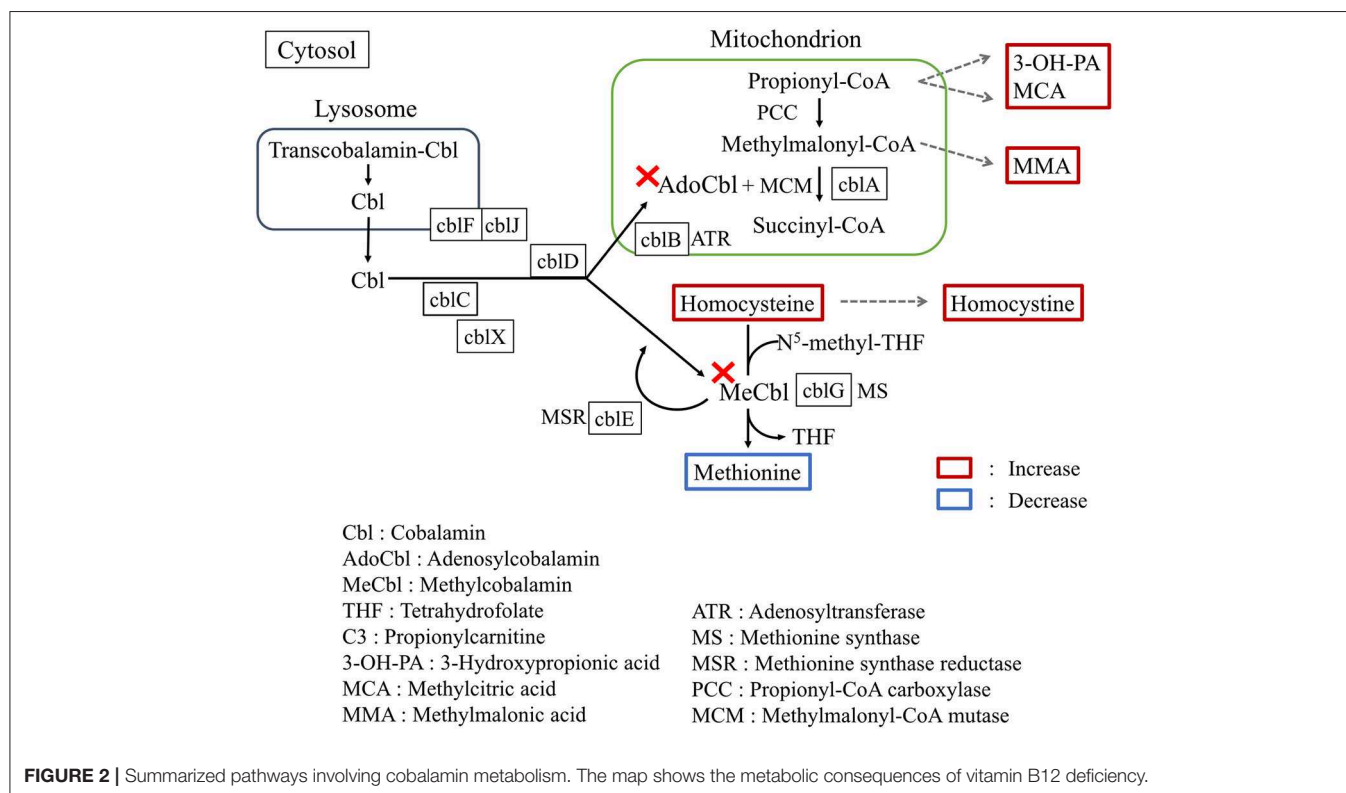 Cytosol
Mitochondrion
Propionyl-CoA
3-OH-PA
MCA
PCC
Lysosome
Transcobalamin-Cbl
Methylmalonyl-CoA
MMA
AdoCbl + MCM
cblA
Cbl
cblF
cblJ
Succinyl-CoA
cblB
ATR
cblD
Cbl
cblC
Homocysteine
Homocystine
cblX
N⁵-methyl-THF
MeCbl
cblG
MS
MSR
cblE
THF
Methionine
: Increase
: Decrease
Cbl : Cobalamin
AdoCbl : Adenosylcobalamin
MeCbl : Methylcobalamin
THF : Tetrahydrofolate
C3 : Propionylcarnitine
3-OH-PA : 3-Hydroxypropionic acid
MCA : Methylcitric acid
MMA : Methylmalonic acid
ATR : Adenosyltransferase
MS : Methionine synthase
MSR : Methionine synthase reductase
PCC : Propionyl-CoA carboxylase
MCM : Methylmalonyl-CoA mutase
FIGURE 2 | Summarized pathways involving cobalamin metabolism. The map shows the metabolic consequences of vitamin B12 deficiency.